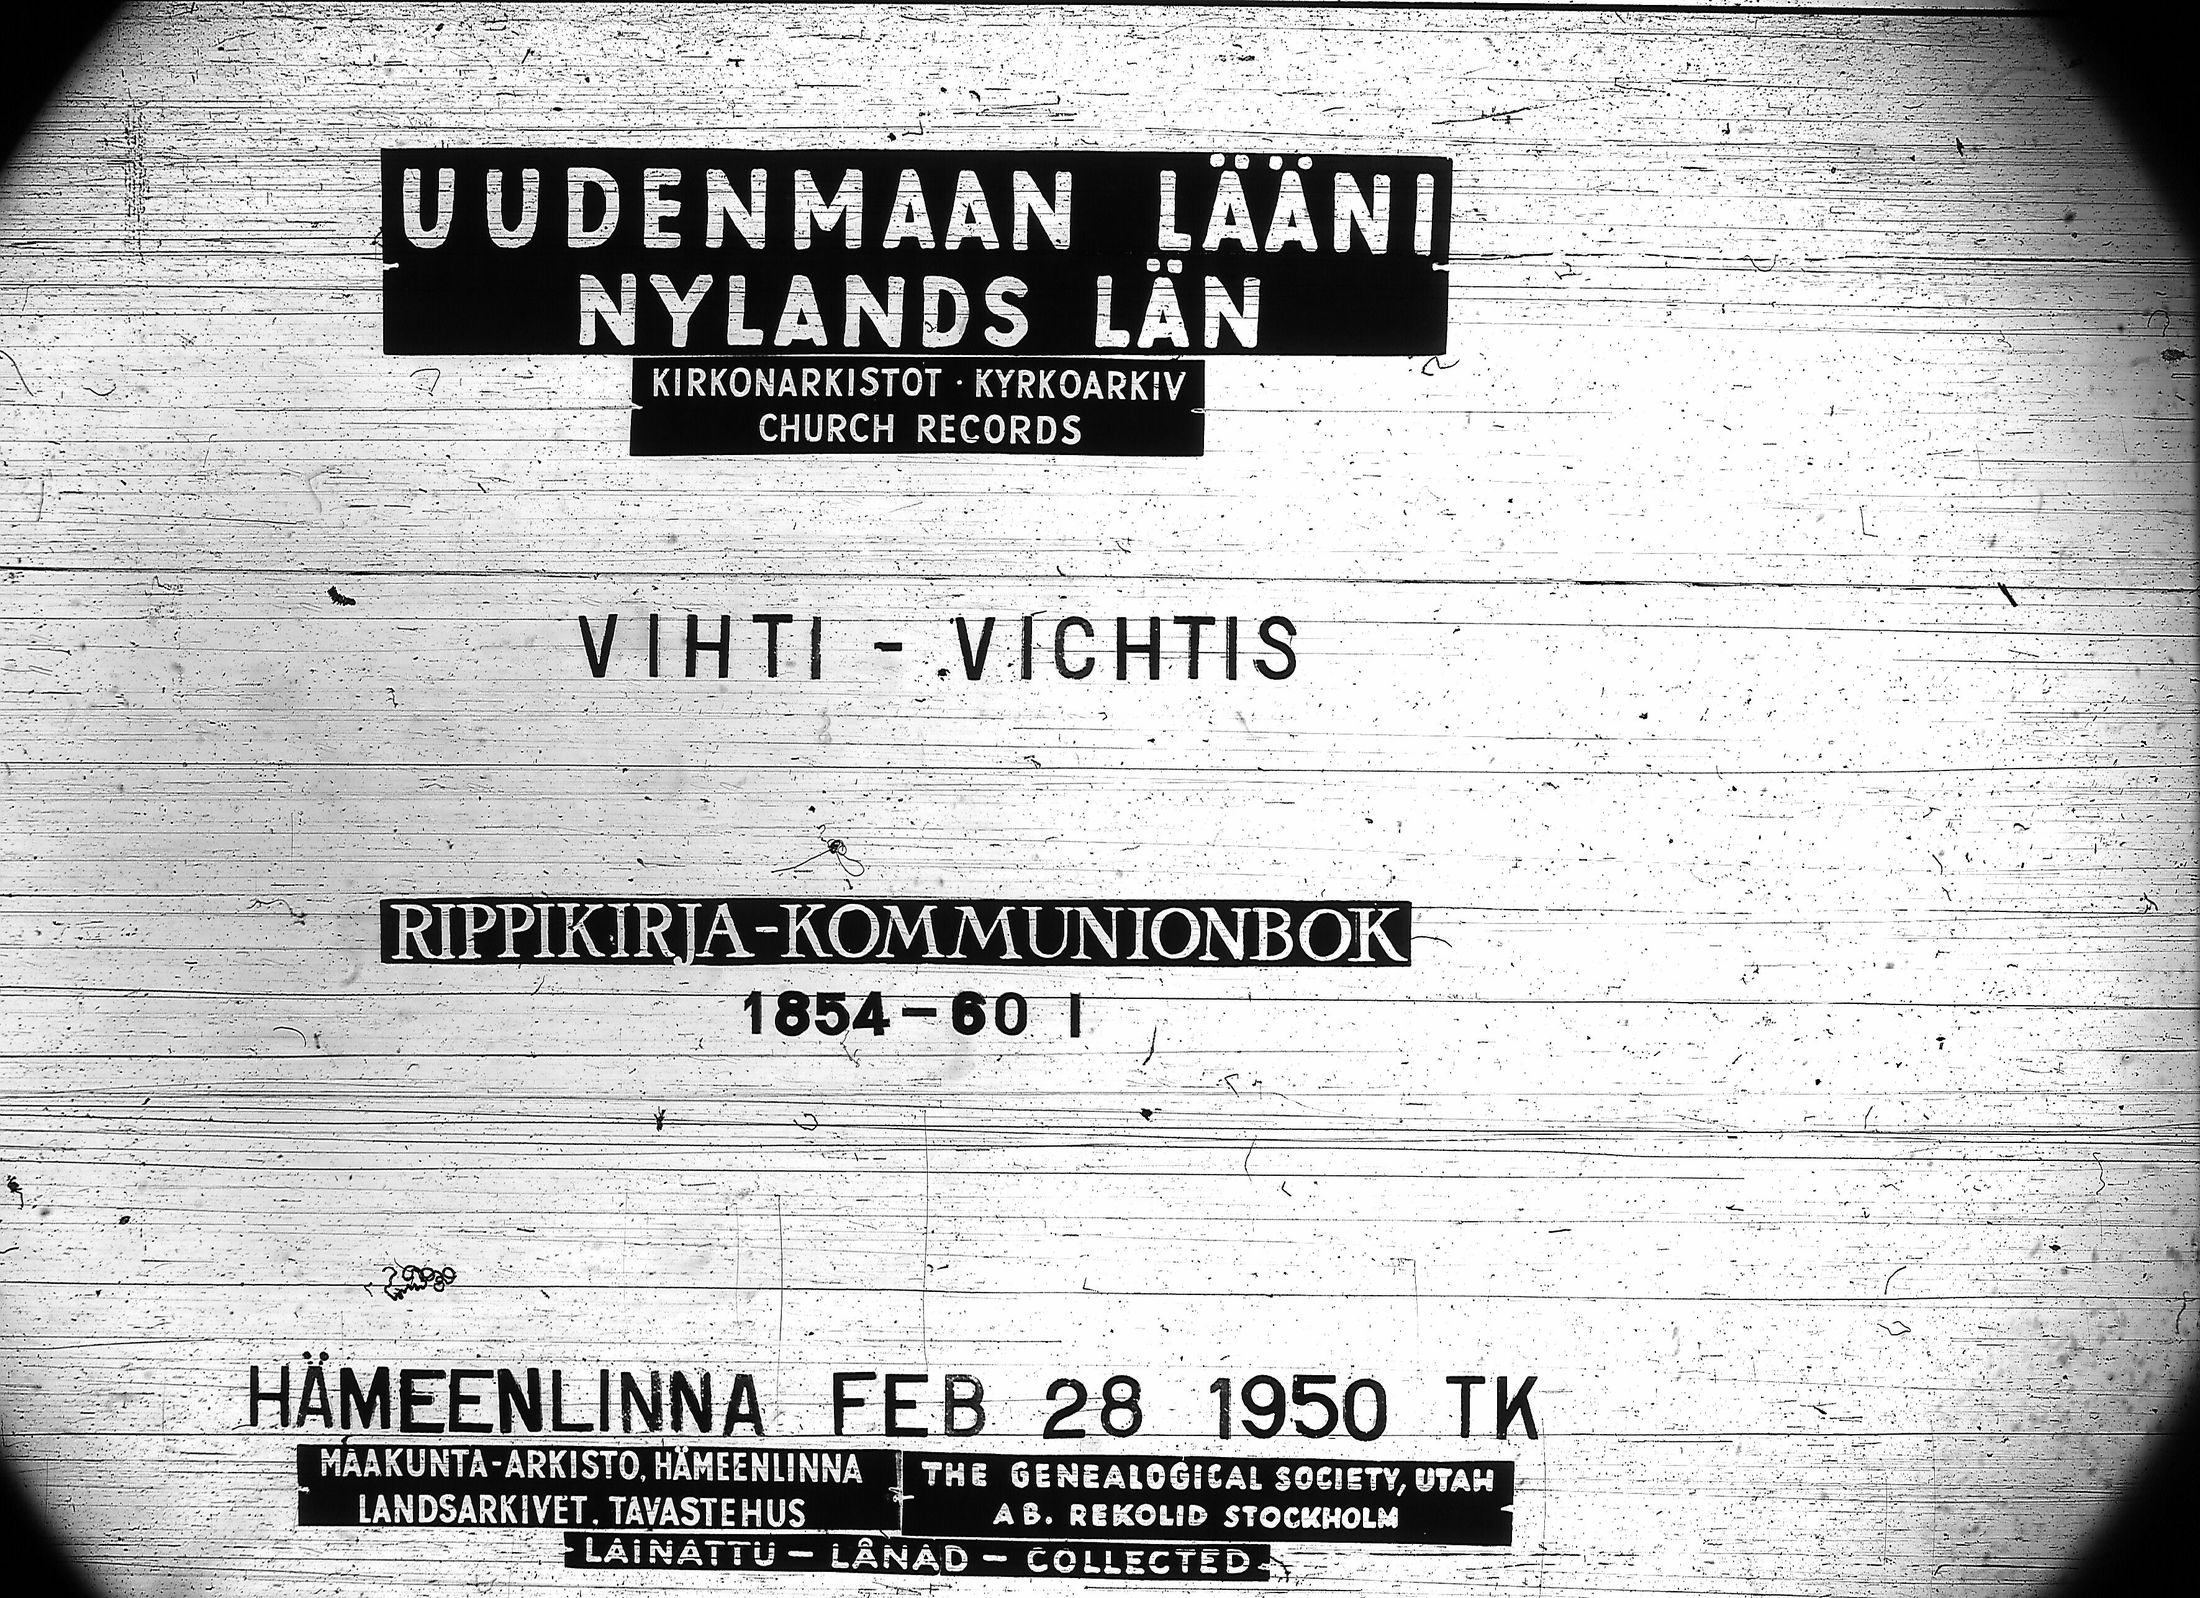 UUDENMAAN LÄÄNI
NYLANDS LÄN
KIRKONARKISTOT · KYRKOARKIV
CHURCH RECORDS
VIHTI - VICHTIS
RIPPIKIRJA-KOMMUNIONBOK
1854-60 I
HÄMEENLINNA FEB 28 1950 TK
MAAKUNTA-ARKISTO, HÄMEENLINNA
LANDSARKIVET, TAVASTEHUS
THE GENEALOGICAL SOCIETY, UTAH
AB. REKOLID STOCKHOLM
LAINATTU - LÅNAD - COLLECTED